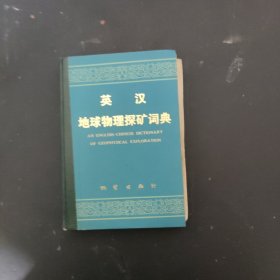 英汉
地球物理探矿词典
AN ENGLISH-CHINESE DICTIONARY
OF GEOPHYSICAL EXPLORATION
地质出版社